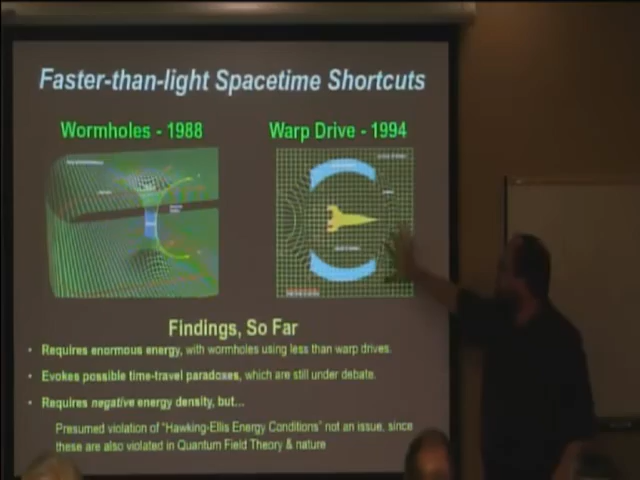 Faster-than-light Spacetime Shortcuts
Wormholes - 1988
Warp Drive - 1994
Findings, So Far
• Requires enormous energy, with wormholes using less than warp drives.
• Evokes possible time-travel paradoxes, which are still under debate.
• Requires negative energy density, but...
Presumed violation of "Hawking-Ellis Energy Conditions" not an issue, since
these are also violated in Quantum Field Theory & nature